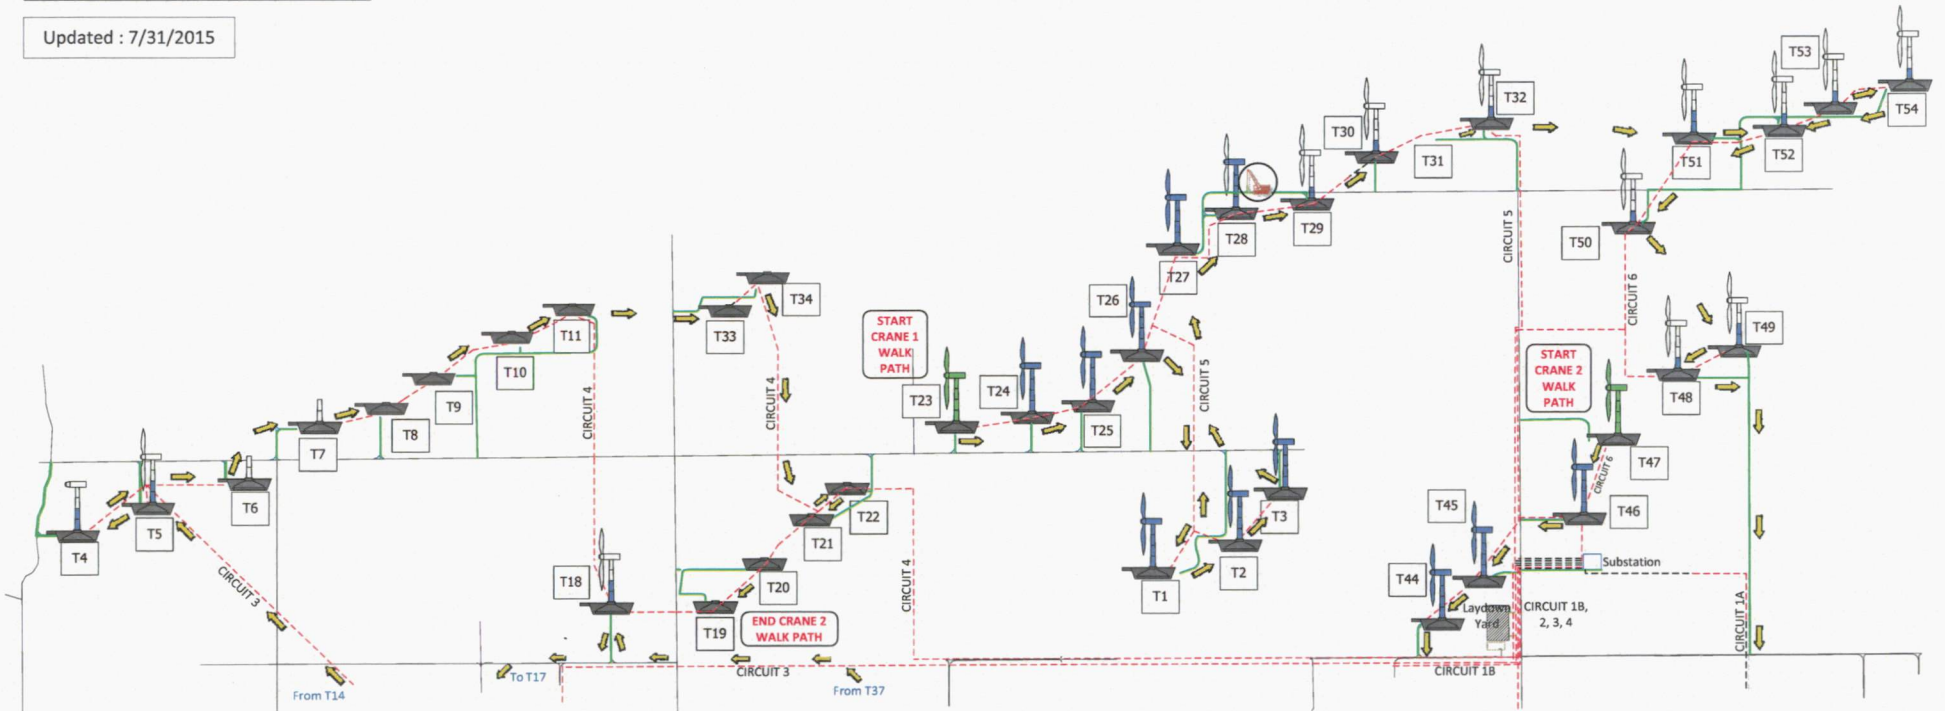 Updated : 7/31/2015
T53
T32
T54
T30
T52
T51
T31
T29
T28
CIRCUIT 5
T50
T27
T26
T34
CIRCUIT 6
T33
T49
START
CRANE 1
WALK
PATH
START
CRANE 2
WALK
PATH
T11
T10
T48
CIRCUIT 5
T24
T23
T9
CIRCUIT 4
CIRCUIT 4
T25
T8
T7
T47
CIRCUIT 6
T6
T22
T3
T45
T46
T5
T21
T4
Substation
T44
T2
T18
T20
CIRCUIT 3
CIRCUIT 4
T1
Laydown
Yard
CIRCUIT 1B,
2, 3, 4
CIRCUIT 1A
T19
END CRANE 2
WALK PATH
CIRCUIT 3
CIRCUIT 1B
To T17
From T14
From T37